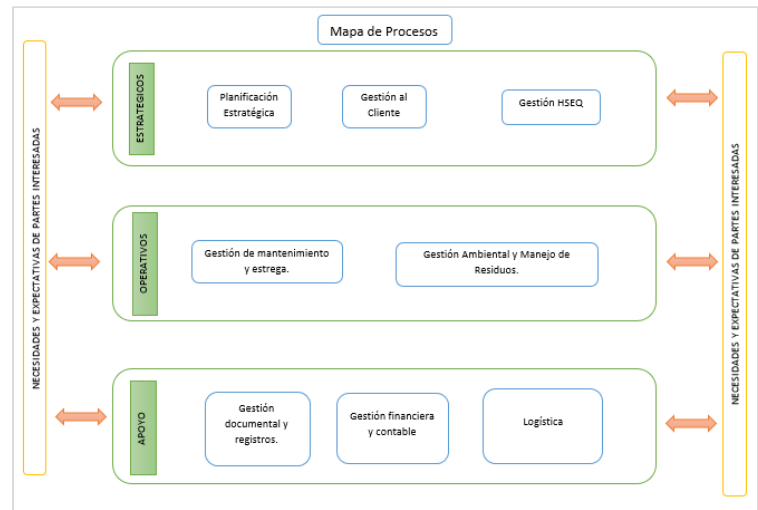 Mapa de Procesos
NECESIDADES Y EXPECTATIVAS DE PARTES INTERESADAS
ESTRATEGICOS
Planificación
Estratégica
Gestión al
Cliente
Gestión HSEQ
OPERATIVOS
Gestión de mantenimiento
y estrega.
Gestión Ambiental y Manejo de
Residuos.
APOYO
Gestión
documental y
registros.
Gestión financiera
y contable
Logística
NECESIDADES Y EXPECTATIVAS DE PARTES INTERESADAS